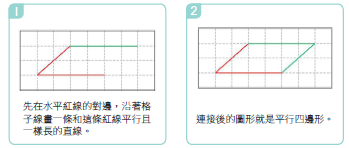 1
先在水平紅線的對邊，沿著格
子線畫一條和這條紅線平行且
一樣長的直線。
2
連接後的圖形就是平行四邊形。